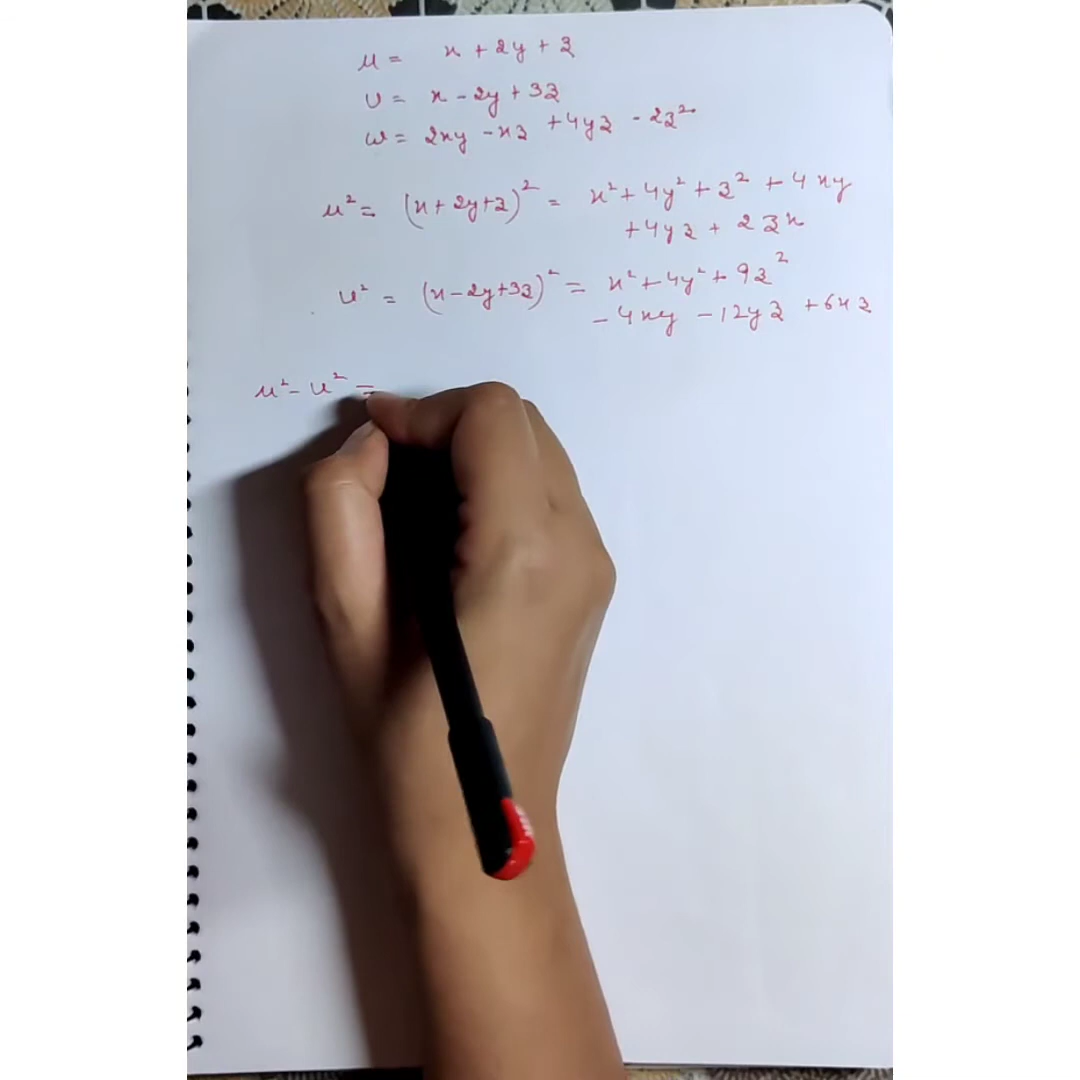 u = x + 2y + z
v = x - 2y + 3z
w = 2xy - xz + 4yz - 2z²
u² = (x + 2y + z)² = x² + 4y² + z² + 4xy
+ 4yz + 2zx
v² = (x - 2y + 3z)² = x² + 4y² + 9z²
- 4xy - 12yz + 6xz
u² - v² =